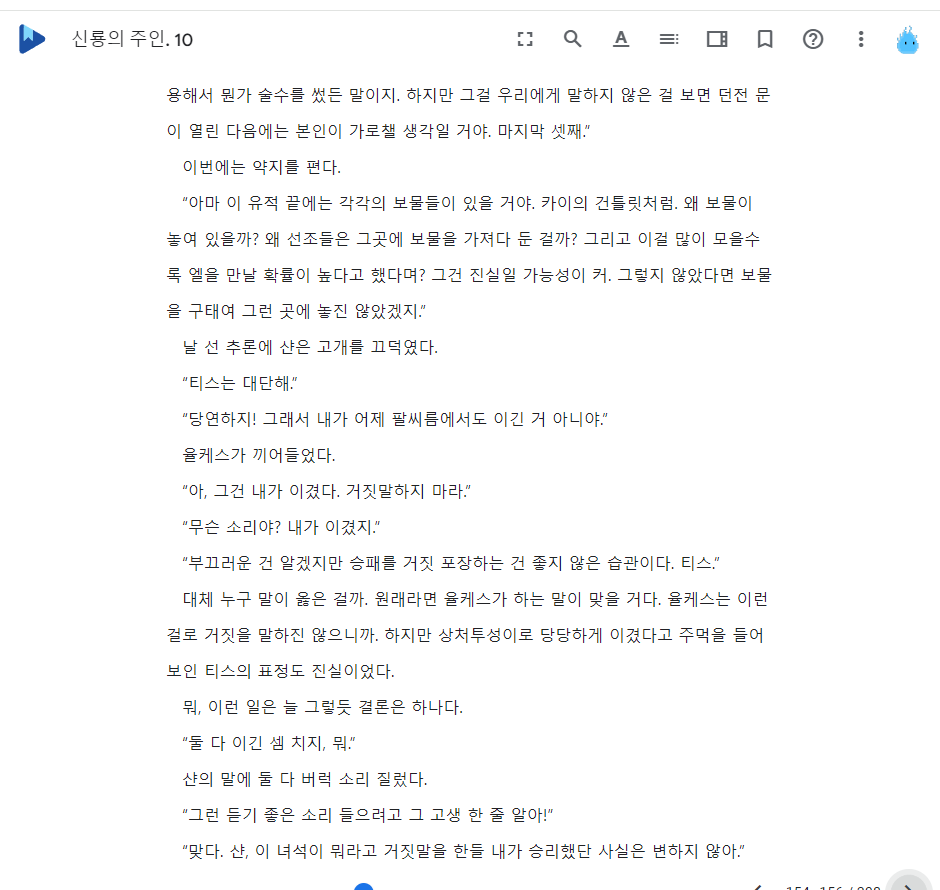 신룡의 주인. 10
용해서 뭔가 술수를 썼든 말이지. 하지만 그걸 우리에게 말하지 않은 걸 보면 던전 문
이 열린 다음에는 본인이 가로챌 생각일 거야. 마지막 셋째.”
이번에는 약지를 편다.
“아마 이 유적 끝에는 각각의 보물들이 있을 거야. 카이의 건틀릿처럼. 왜 보물이
놓여 있을까? 왜 선조들은 그곳에 보물을 가져다 둔 걸까? 그리고 이걸 많이 모을수
록 엘을 만날 확률이 높다고 했다며? 그건 진실일 가능성이 커. 그렇지 않았다면 보물
을 구태여 그런 곳에 놓진 않았겠지.”
날 선 추론에 샨은 고개를 끄덕였다.
“티스는 대단해.”
“당연하지! 그래서 내가 어제 팔씨름에서도 이긴 거 아니야.”
율케스가 끼어들었다.
“아, 그건 내가 이겼다. 거짓말하지 마라.”
“무슨 소리야? 내가 이겼지.”
“부끄러운 건 알겠지만 승패를 거짓 포장하는 건 좋지 않은 습관이다. 티스.”
대체 누구 말이 옳은 걸까. 원래라면 율케스가 하는 말이 맞을 거다. 율케스는 이런
걸로 거짓을 말하진 않으니까. 하지만 상처투성이로 당당하게 이겼다고 주먹을 들어
보인 티스의 표정도 진실이었다.
뭐, 이런 일은 늘 그렇듯 결론은 하나다.
“둘 다 이긴 셈 치지, 뭐.”
샨의 말에 둘 다 버럭 소리 질렀다.
“그런 듣기 좋은 소리 들으려고 그 고생 한 줄 알아!”
“맞다. 샨, 이 녀석이 뭐라고 거짓말을 한들 내가 승리했단 사실은 변하지 않아.”